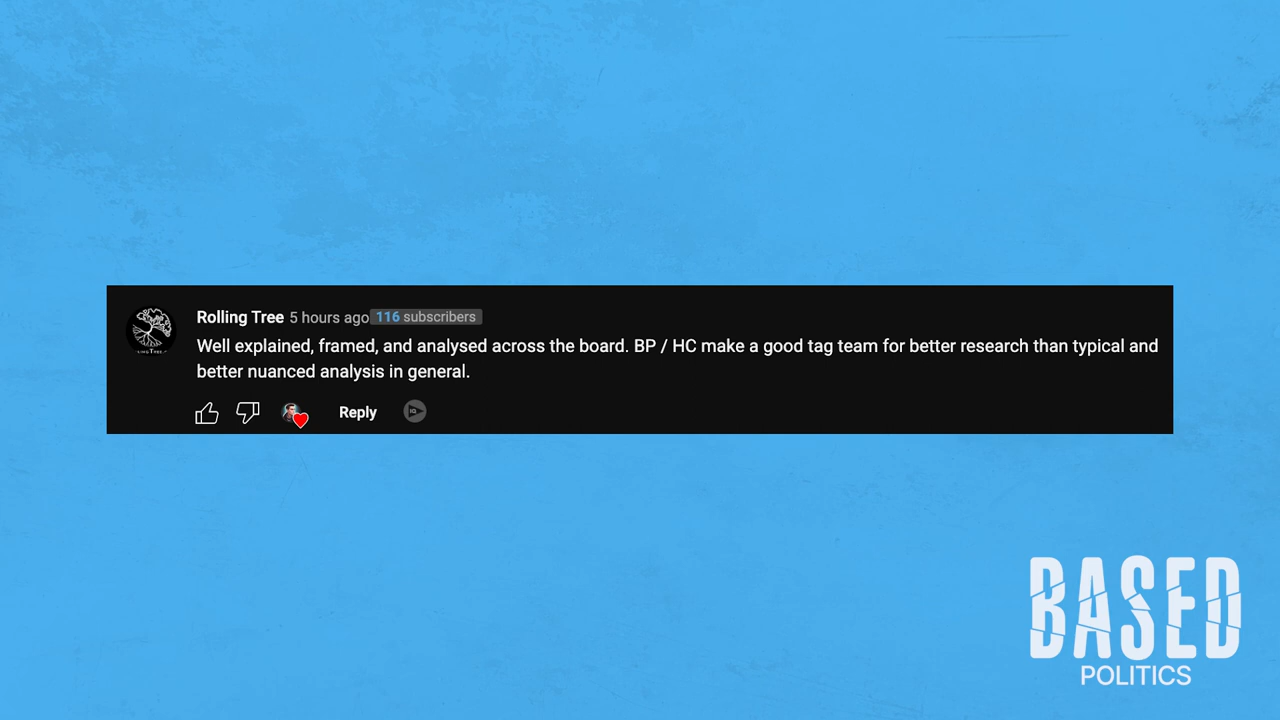 Rolling Tree 5 hours ago 116 subscribers
Well explained, framed, and analysed across the board. BP / HC make a good tag team for better research than typical and
better nuanced analysis in general.
Reply
BASED
POLITICS